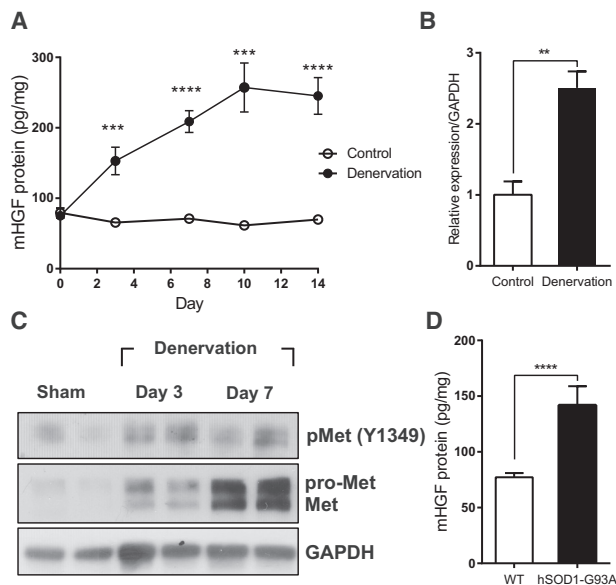 A
mHGF protein (pg/mg)
300
200
100
0
***
****
***
****
Control
Denervation
0 2 4 6 8 10 12 14
Day
B
Relative expression/GAPDH
3
2
1
0
**
Control Denervation
C
Denervation
Sham Day 3 Day 7
pMet (Y1349)
pro-Met
Met
GAPDH
D
mHGF protein (pg/mg)
200
150
100
50
0
****
WT hSOD1-G93A